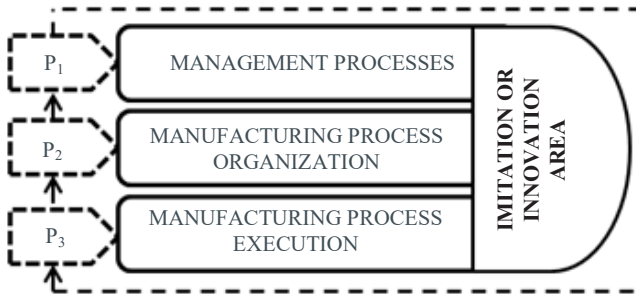 P₁
MANAGEMENT PROCESSES
P₂
MANUFACTURING PROCESS
ORGANIZATION
P₃
MANUFACTURING PROCESS
EXECUTION
IMITATION OR
INNOVATION
AREA